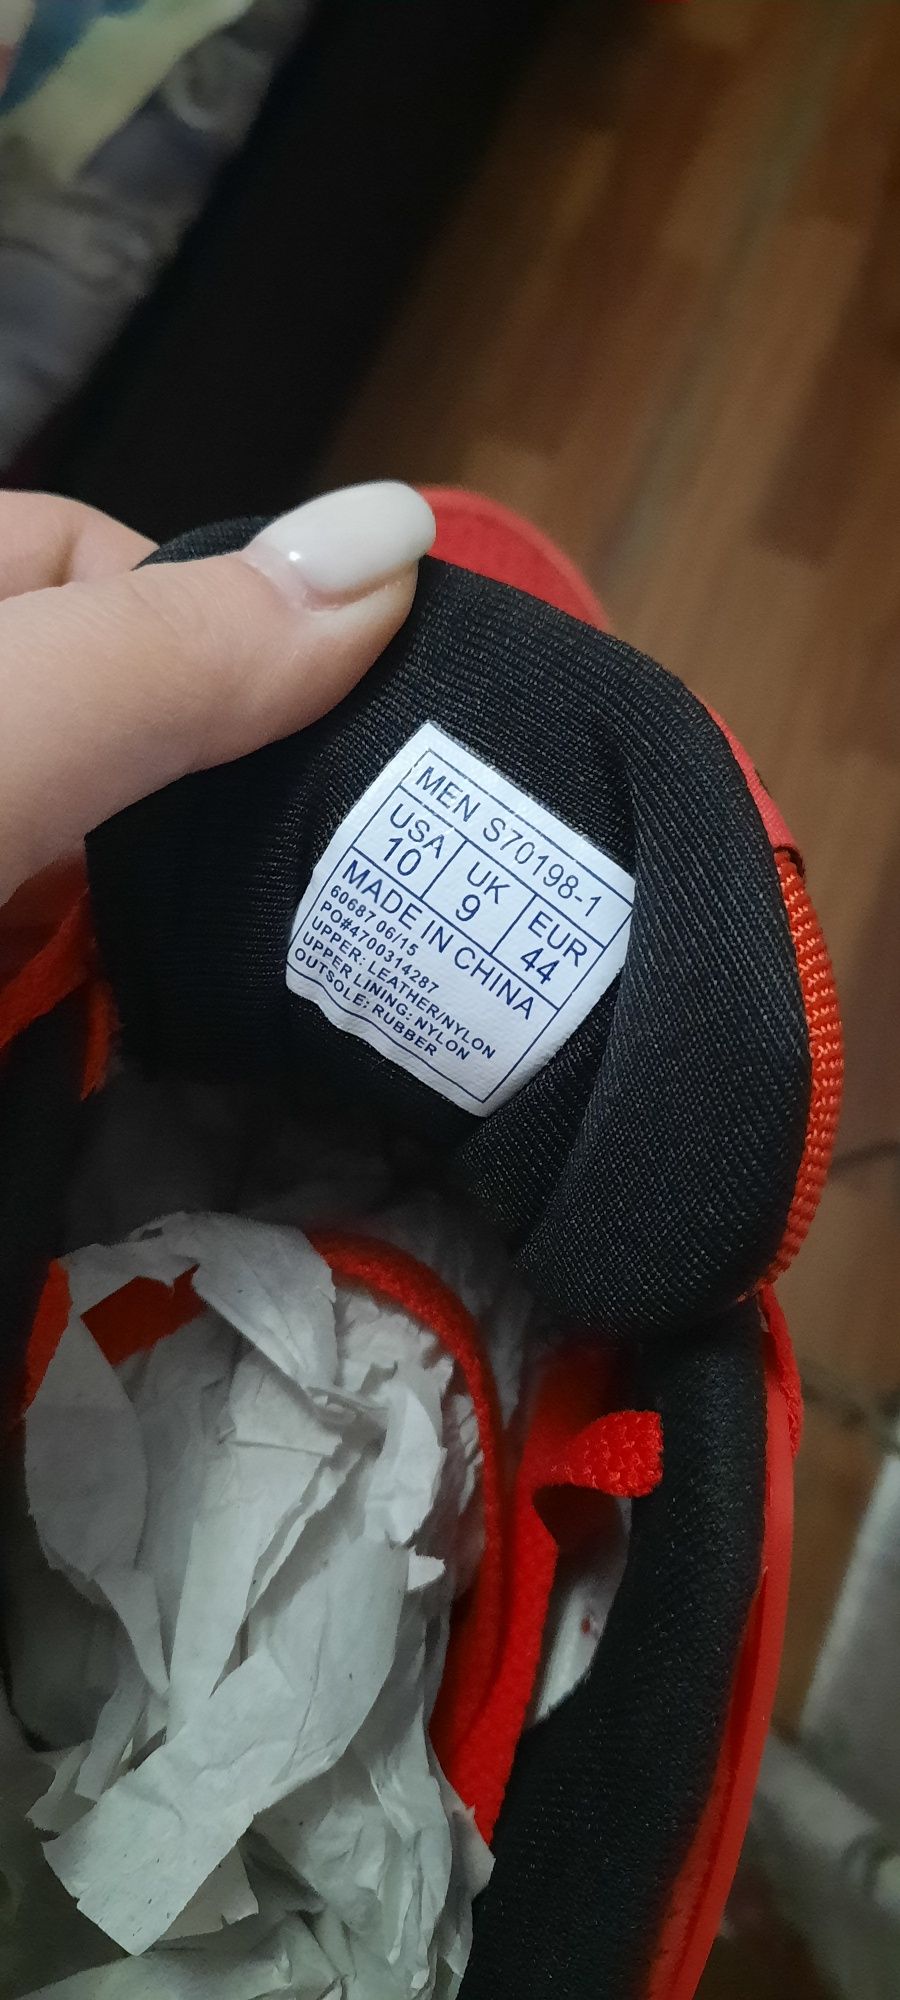 MEN S70198-1
USA UK EUR
10 9 44
MADE IN CHINA
60687 06/15
PO#4700314287
UPPER: LEATHER/NYLON
UPPER LINING: NYLON
OUTSOLE: RUBBER